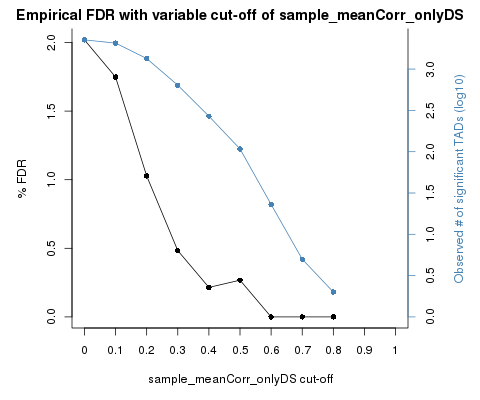 Empirical FDR with variable cut-off of sample_meanCorr_onlyDS
2.0
1.5
1.0
0.5
0.0
% FDR
3.0
2.5
2.0
1.5
1.0
0.5
0.0
Observed # of significant TADs (log10)
0 0.1 0.2 0.3 0.4 0.5 0.6 0.7 0.8 0.9 1
sample_meanCorr_onlyDS cut-off